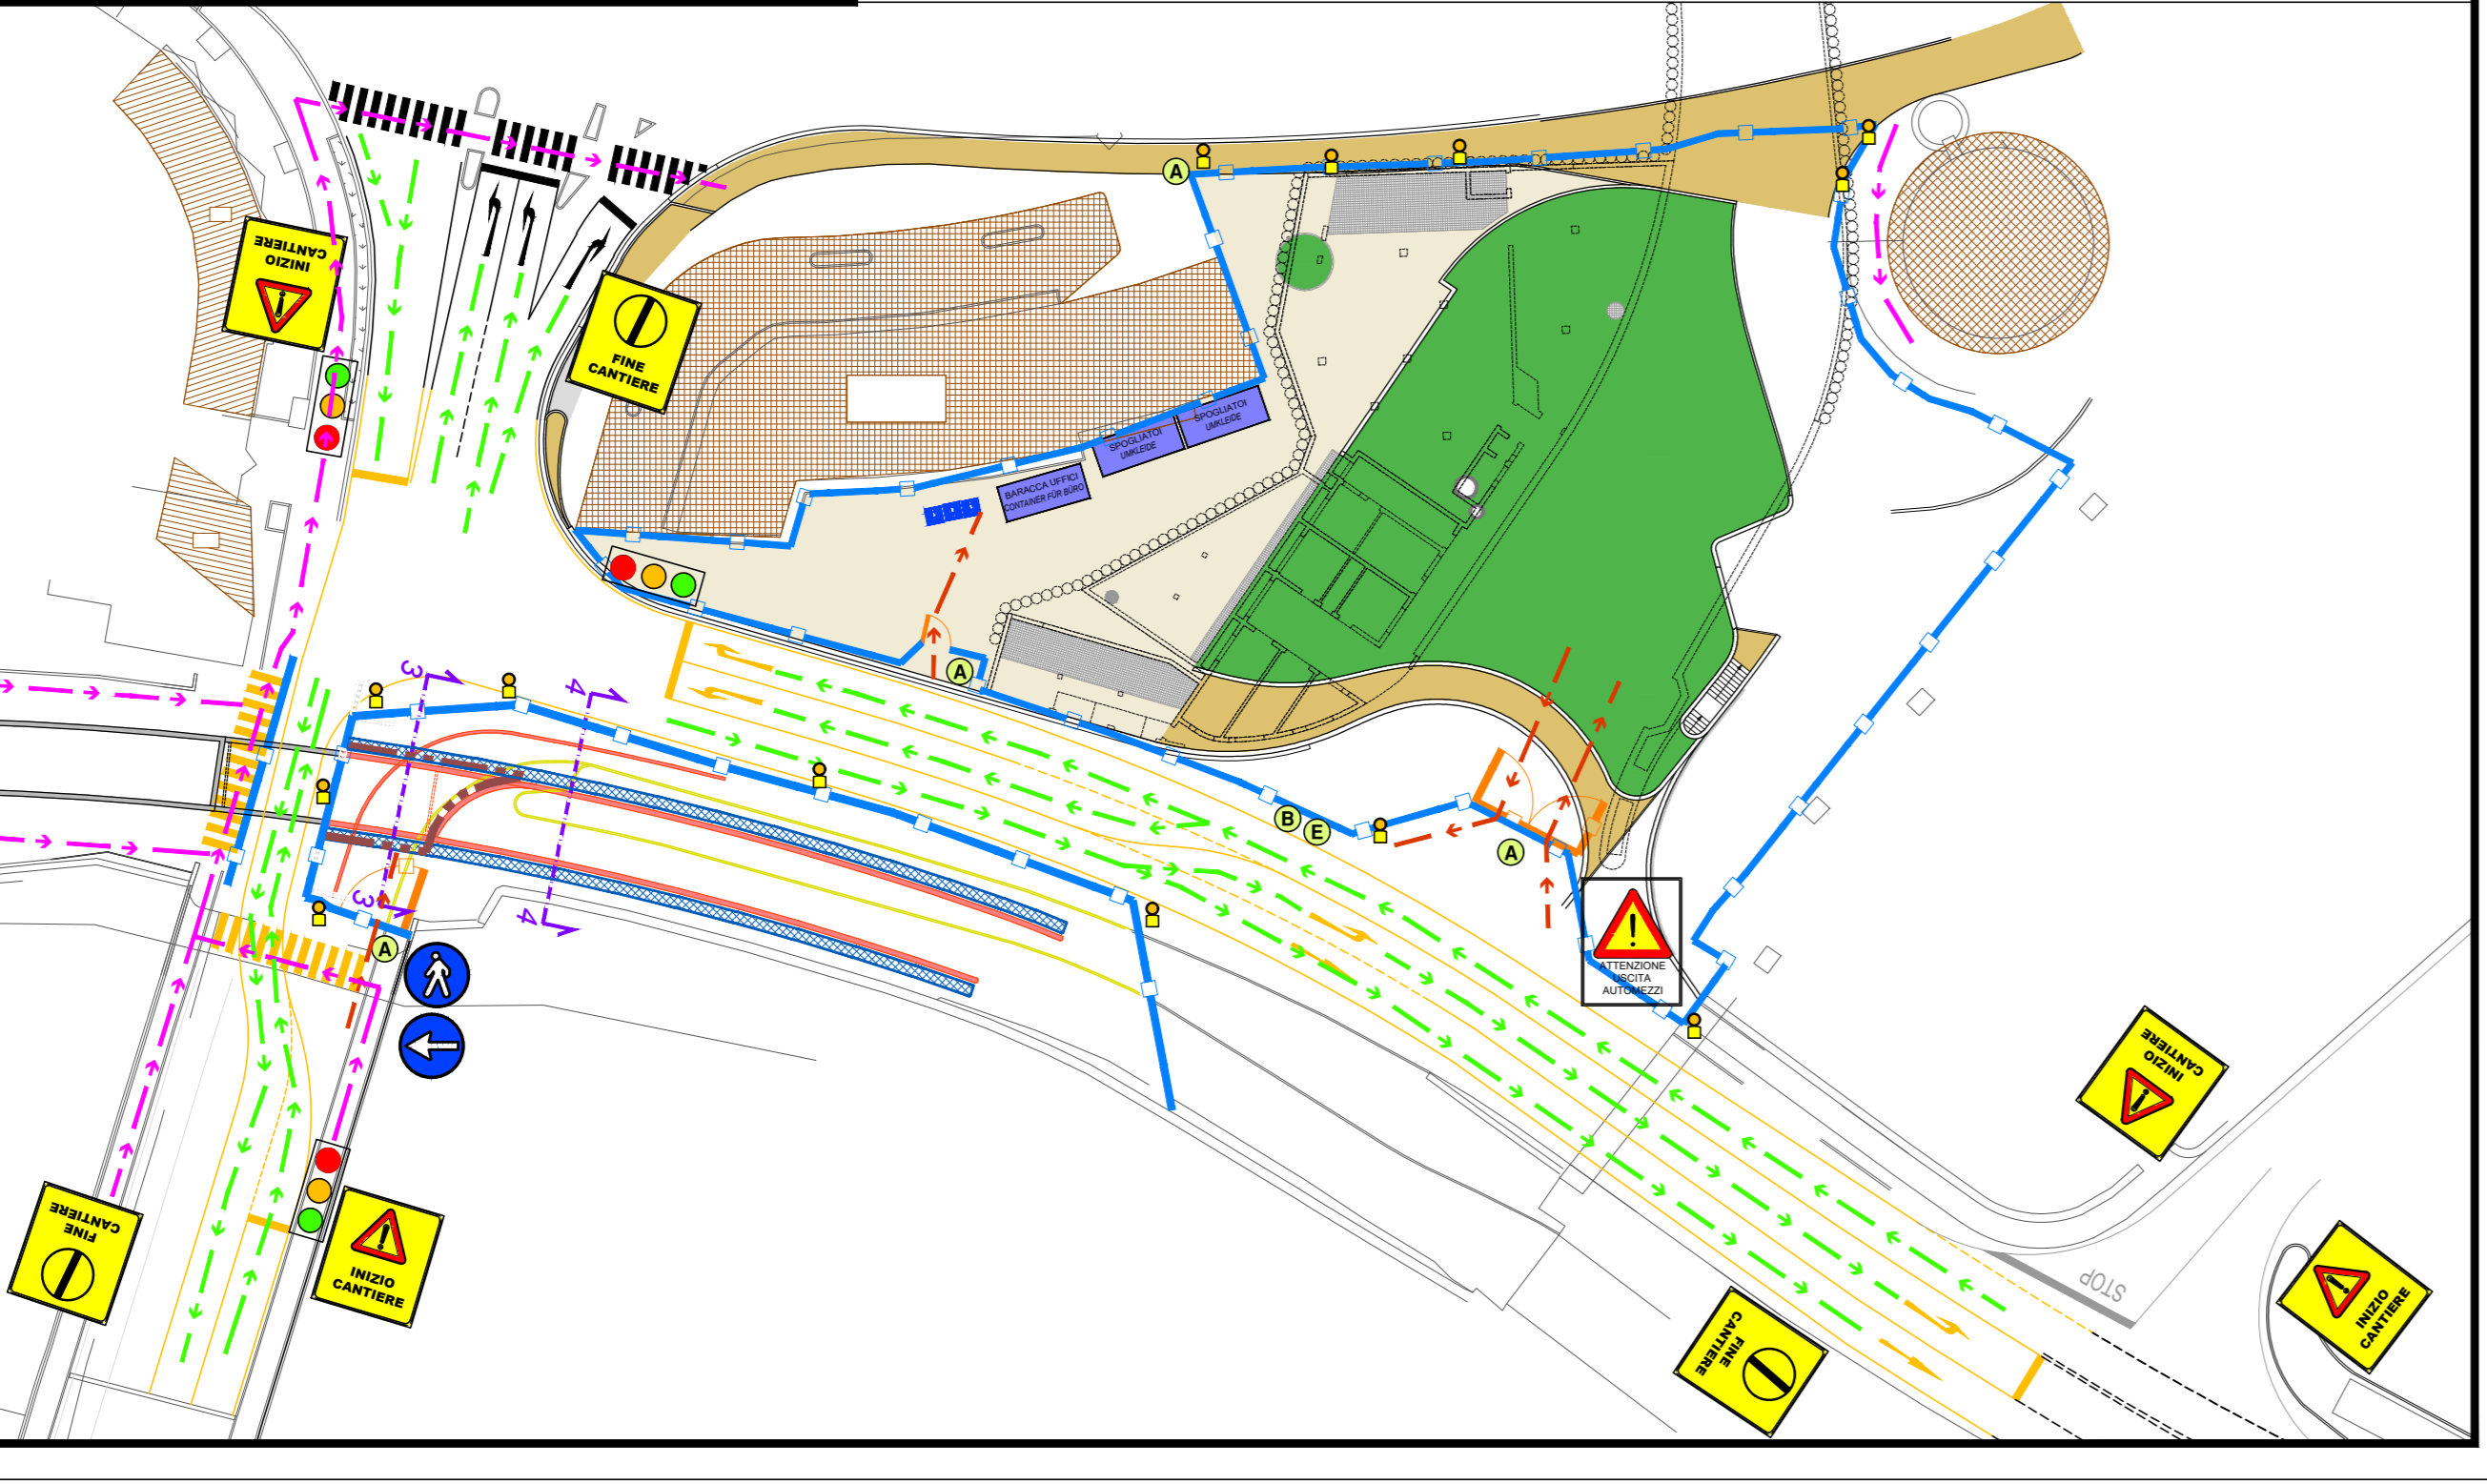 INIZIO
CANTIERE
FINE
CANTIERE
A
SPOGLIATOI
UMKLEIDE
SPOGLIATOI
UMKLEIDE
BARACCA UFFICI
CONTAINER FÜR BÜRO
A
3
4
B
E
A
3
4
A
ATTENZIONE
USCITA
AUTOMEZZI
INIZIO
CANTIERE
FINE
CANTIERE
INIZIO
CANTIERE
STOP
FINE
CANTIERE
INIZIO
CANTIERE